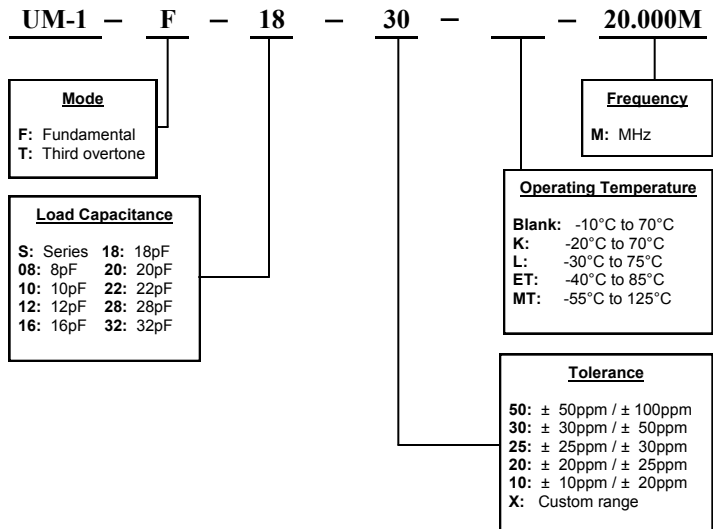 UM-1 – F – 18 – 30 – – 20.000M
Mode
F: Fundamental
T: Third overtone
Frequency
M: MHz
Load Capacitance
S: Series 18: 18pF
08: 8pF 20: 20pF
10: 10pF 22: 22pF
12: 12pF 28: 28pF
16: 16pF 32: 32pF
Operating Temperature
Blank: -10°C to 70°C
K: -20°C to 70°C
L: -30°C to 75°C
ET: -40°C to 85°C
MT: -55°C to 125°C
Tolerance
50: ± 50ppm / ± 100ppm
30: ± 30ppm / ± 50ppm
25: ± 25ppm / ± 30ppm
20: ± 20ppm / ± 25ppm
10: ± 10ppm / ± 20ppm
X: Custom range